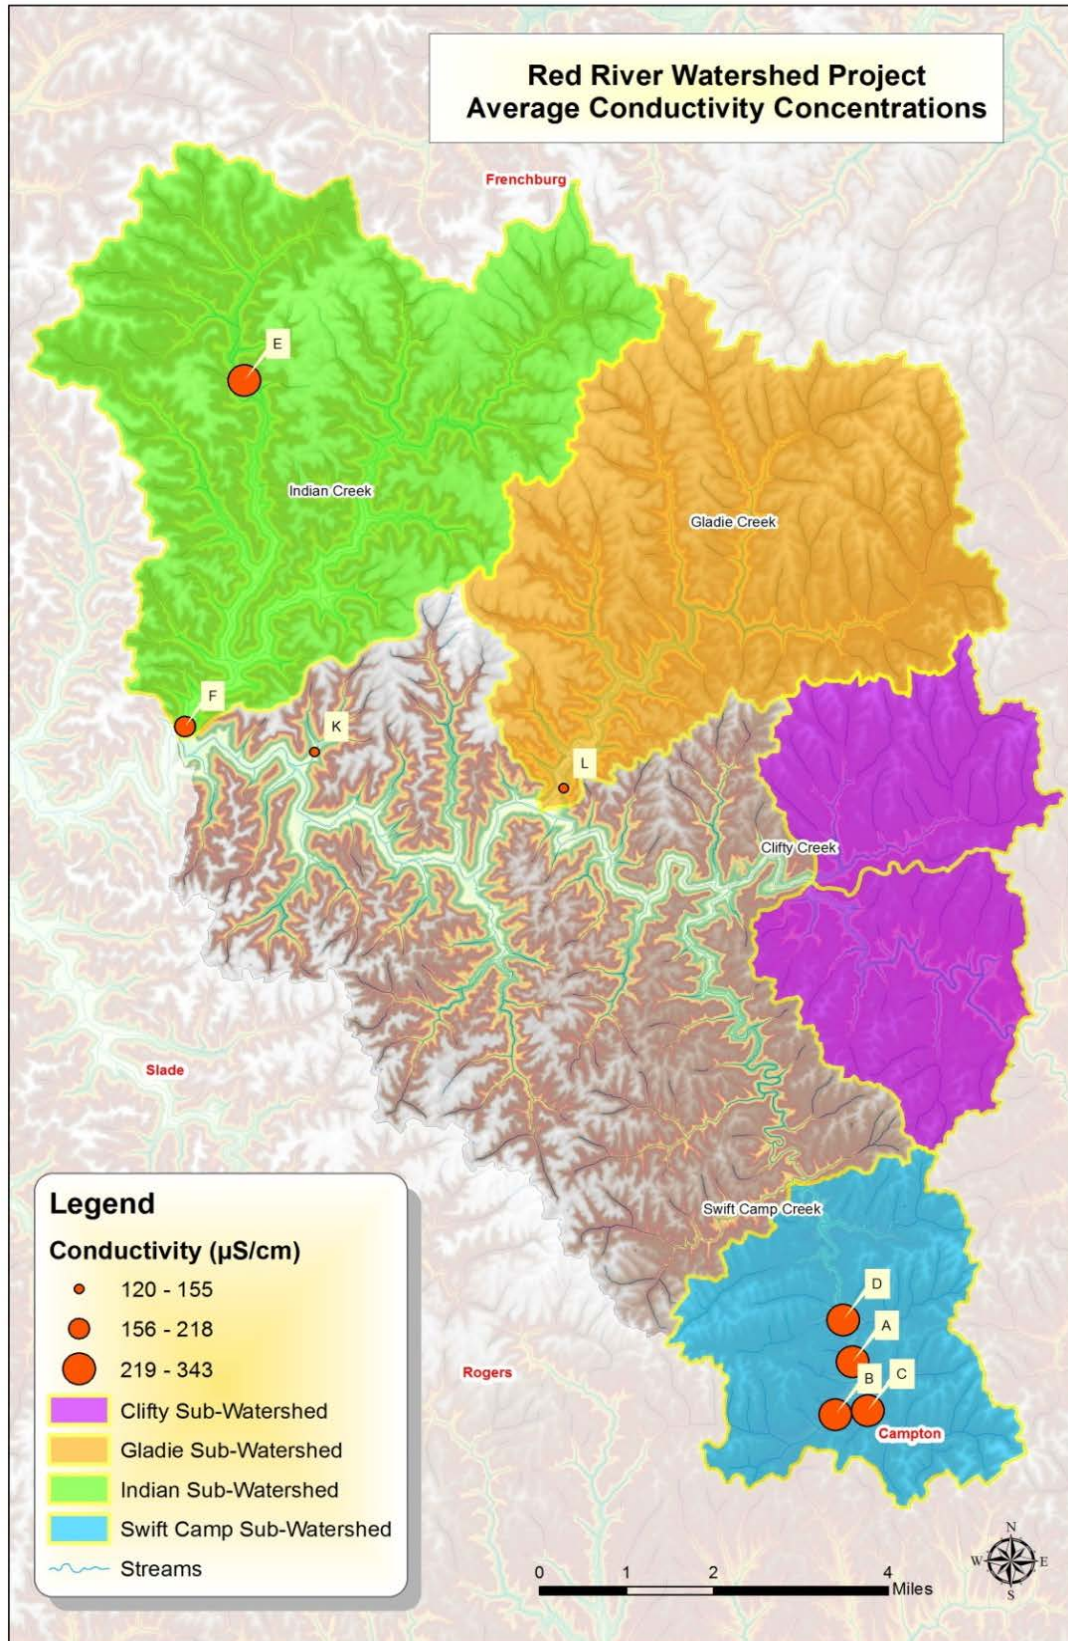 Red River Watershed Project
Average Conductivity Concentrations
Frenchburg
E
Indian Creek
Gladie Creek
F
K
L
Clifty Creek
Slade
Swift Camp Creek
D
A
B
C
Rogers
Campton
Legend
Conductivity (µS/cm)
120 - 155
156 - 218
219 - 343
Clifty Sub-Watershed
Gladie Sub-Watershed
Indian Sub-Watershed
Swift Camp Sub-Watershed
Streams
0 1 2 4
Miles
N
W E
S